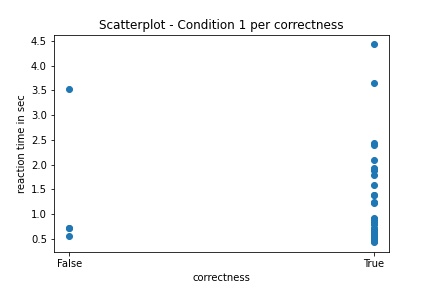 Scatterplot - Condition 1 per correctness
4.5
4.0
3.5
3.0
2.5
2.0
1.5
1.0
0.5
reaction time in sec
False True
correctness